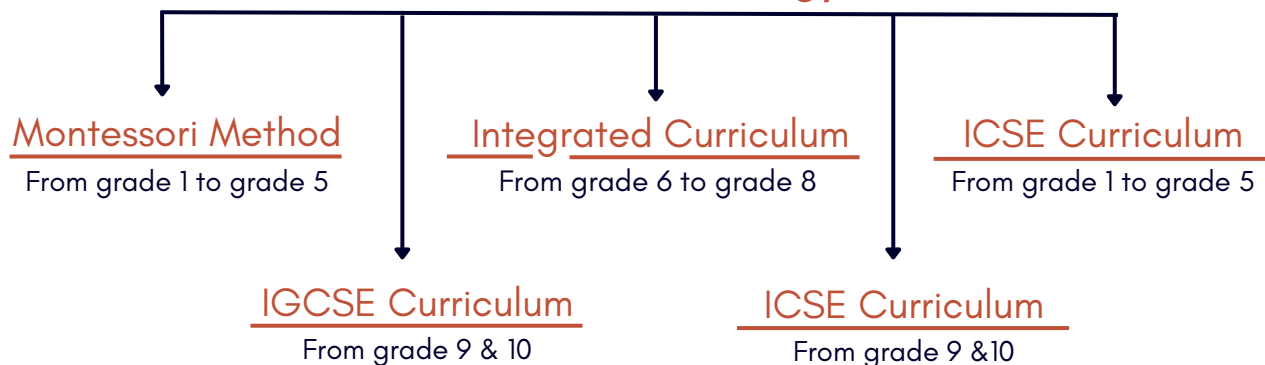 Montessori Method
From grade 1 to grade 5
Integrated Curriculum
From grade 6 to grade 8
ICSE Curriculum
From grade 1 to grade 5
IGCSE Curriculum
From grade 9 & 10
ICSE Curriculum
From grade 9 &10